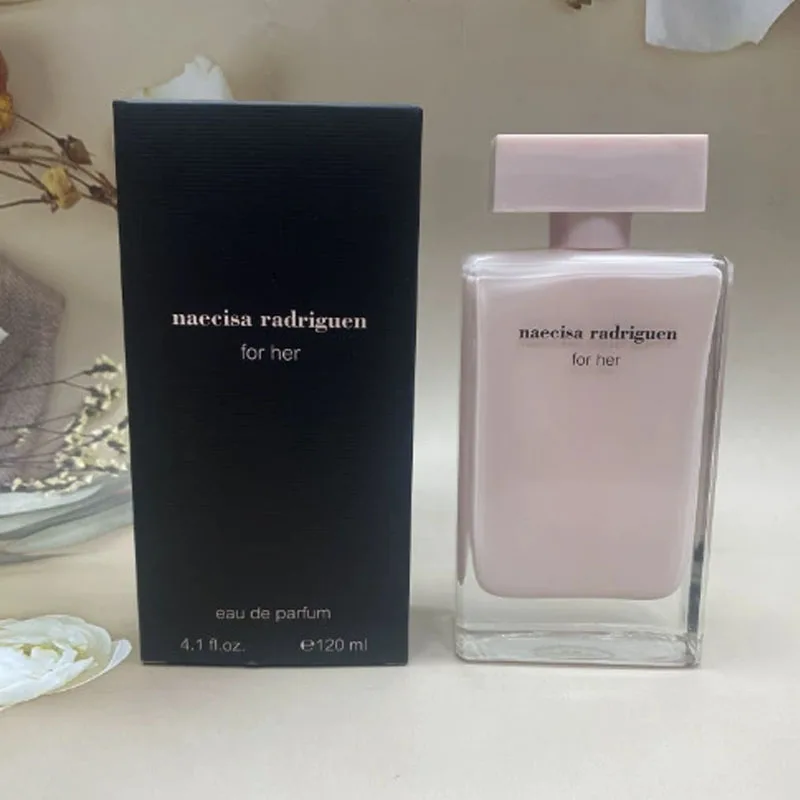 naecisa radriguen
for her
eau de parfum
4.1 fl.oz. ℮120 ml
naecisa radriguen
for her